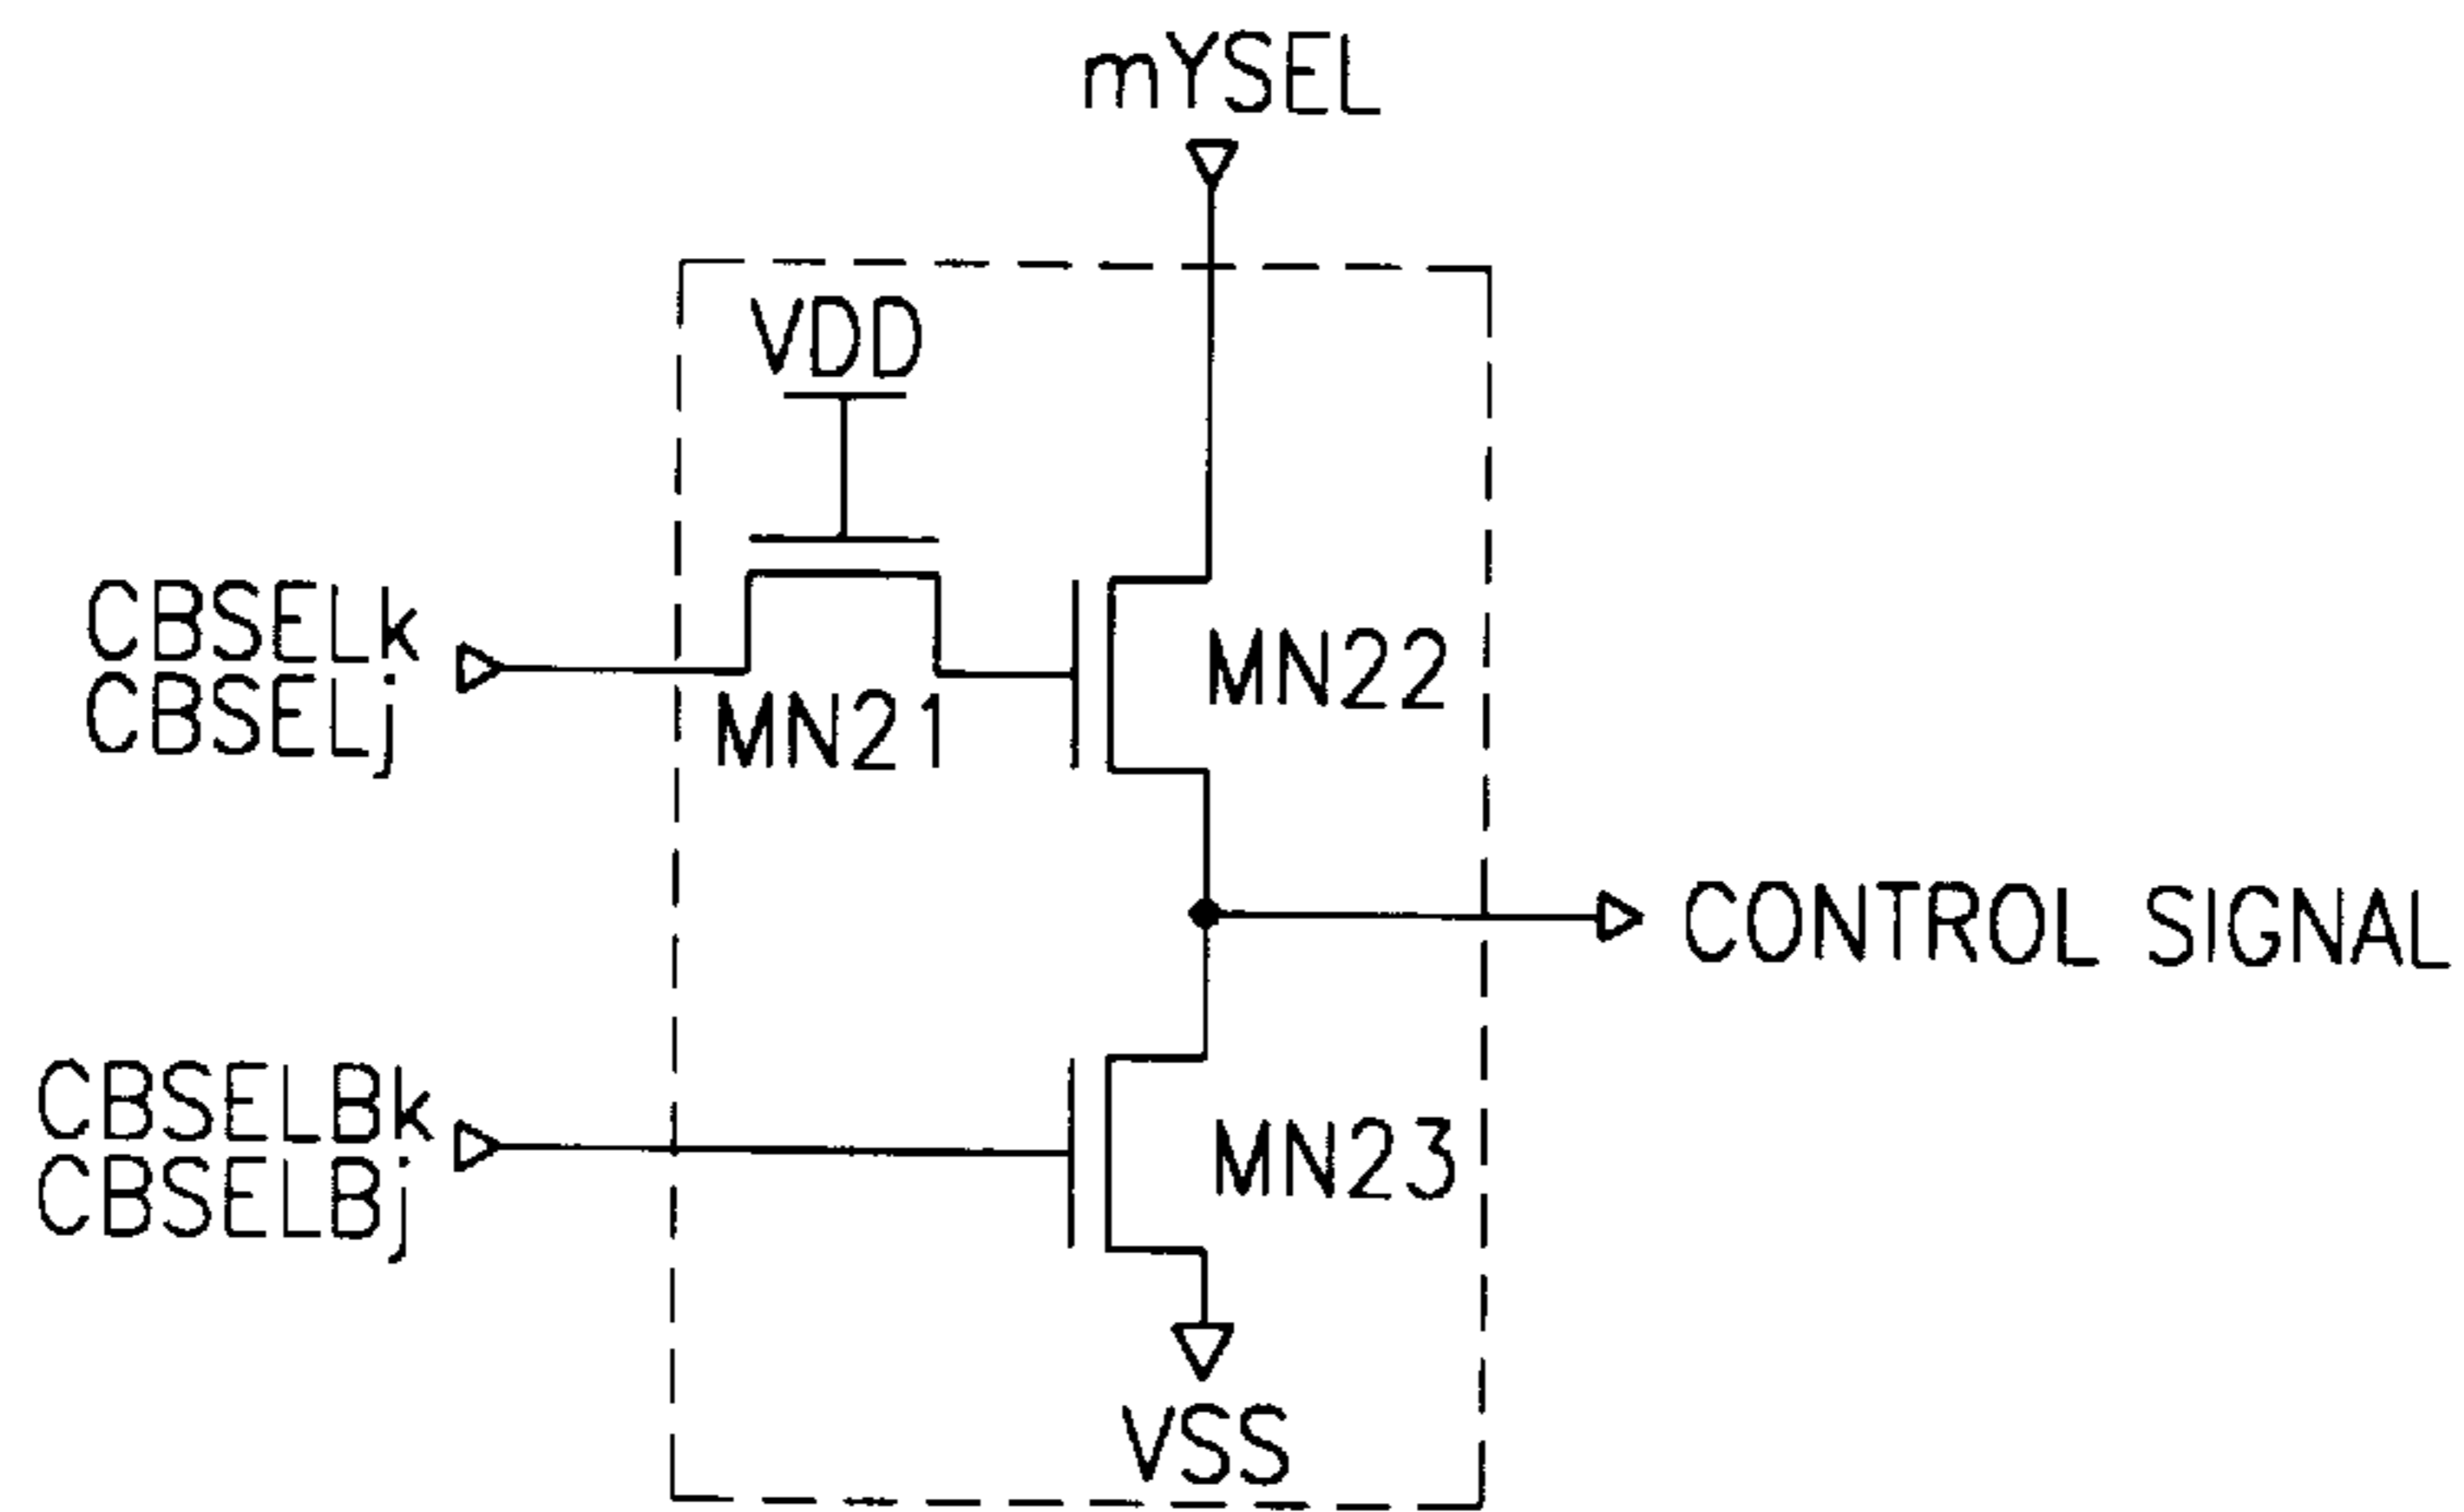 mYSEL
VDD
CBSELk
CBSELj
MN21
MN22
CONTROL SIGNAL
CBSELBk
CBSELBj
MN23
VSS